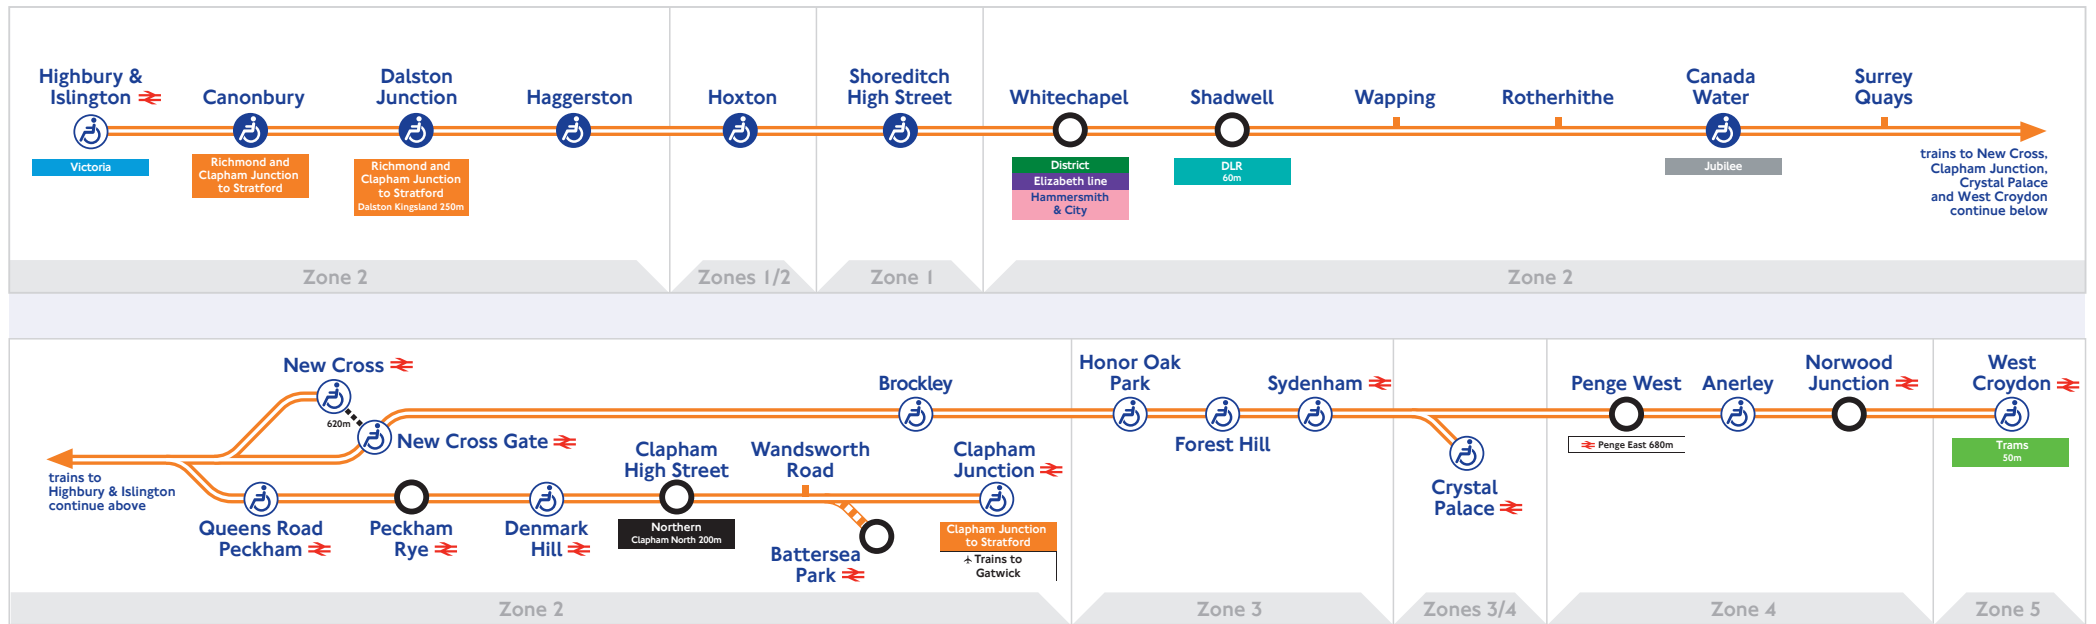 Highbury &
Islington
Canonbury
Dalston
Junction
Haggerston
Hoxton
Shoreditch
High Street
Whitechapel
Shadwell
Wapping
Rotherhithe
Canada
Water
Surrey
Quays
Victoria
Richmond and
Clapham Junction
to Stratford
Richmond and
Clapham Junction
to Stratford
Dalston Kingsland 250m
District
Elizabeth line
Hammersmith
& City
DLR
60m
Jubilee
trains to New Cross,
Clapham Junction,
Crystal Palace
and West Croydon
continue below
Zone 2
Zones 1/2
Zone 1
Zone 2
New Cross
620m
New Cross Gate
Brockley
Honor Oak
Park
Forest Hill
Sydenham
Crystal
Palace
Penge West
Penge East 680m
Anerley
Norwood
Junction
West
Croydon
Trams
50m
trains to
Highbury & Islington
continue above
Queens Road
Peckham
Peckham
Rye
Denmark
Hill
Clapham
High Street
Northern
Clapham North 200m
Wandsworth
Road
Battersea
Park
Clapham
Junction
Clapham Junction
to Stratford
Trains to
Gatwick
Zone 2
Zone 3
Zones 3/4
Zone 4
Zone 5